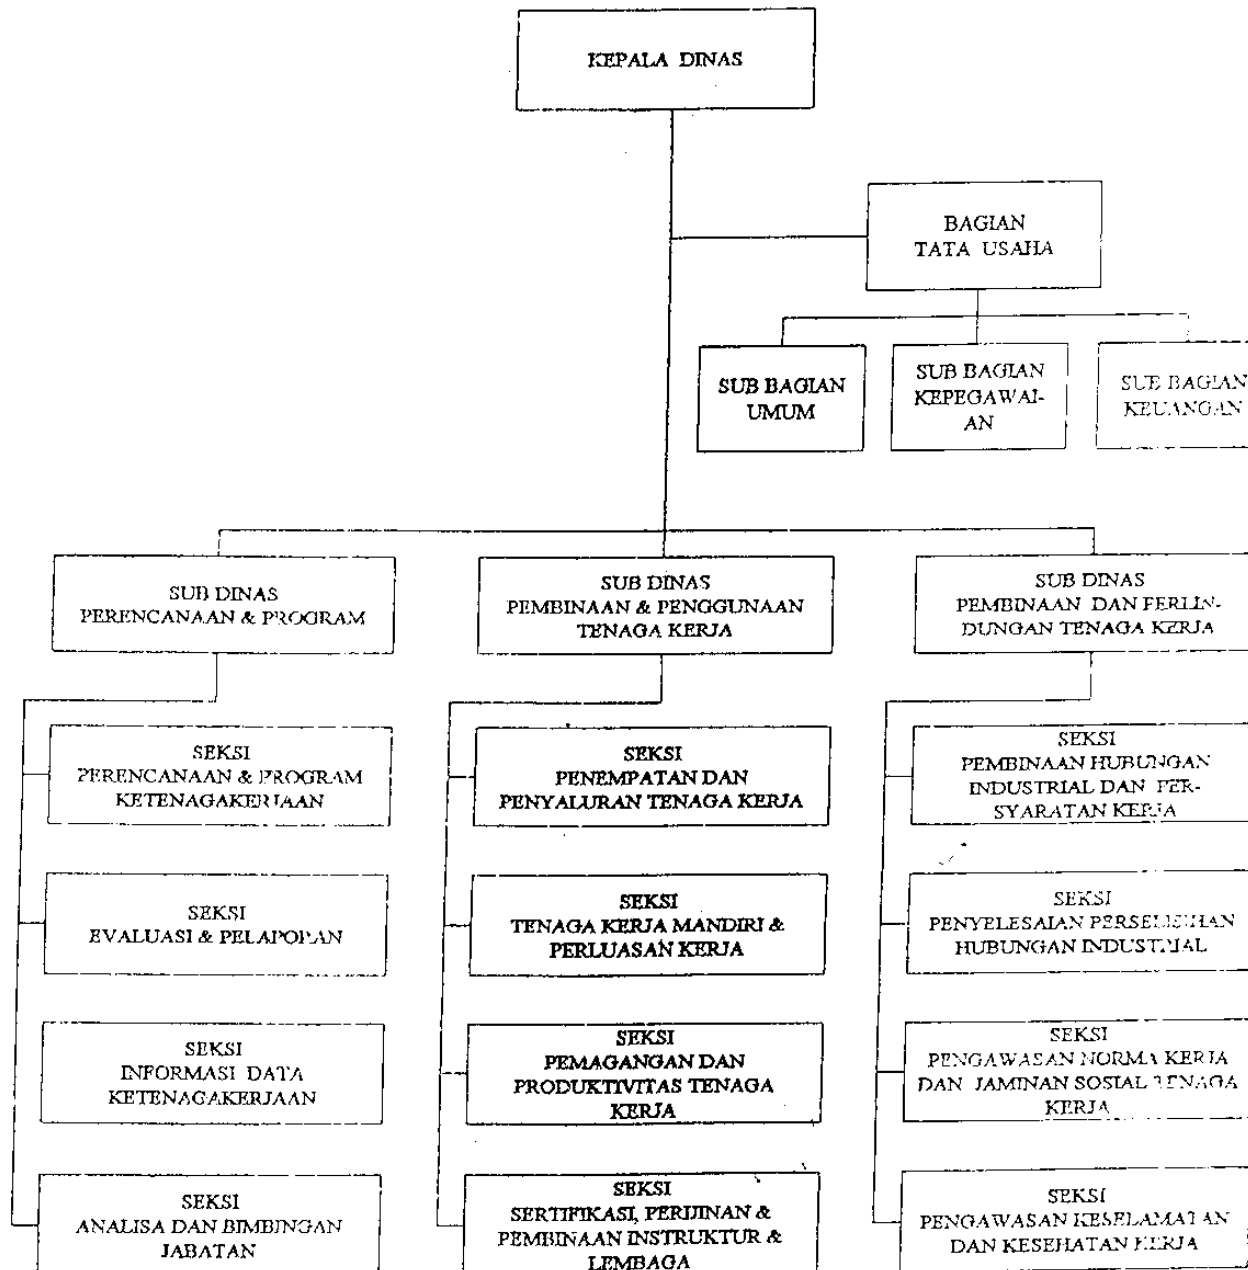 KEPALA DINAS
BAGIAN
TATA USAHA
SUB BAGIAN
UMUM
SUB BAGIAN
KEPEGAWAI-
AN
SUB BAGIAN
KEUANGAN
SUB DINAS
PERENCANAAN & PROGRAM
SUB DINAS
PEMBINAAN & PENGGUNAAN
TENAGA KERJA
SUB DINAS
PEMBINAAN DAN PERLIN-
DUNGAN TENAGA KERJA
SEKSI
PERENCANAAN & PROGRAM
KETENAGAKERJAAN
SEKSI
PENEMPATAN DAN
PENYALURAN TENAGA KERJA
SEKSI
PEMBINAAN HUBUNGAN
INDUSTRIAL DAN PER-
SYARATAN KERJA
SEKSI
EVALUASI & PELAPORAN
SEKSI
TENAGA KERJA MANDIRI &
PERLUASAN KERJA
SEKSI
PENYELESAIAN PERSELISIHAN
HUBUNGAN INDUSTRIAL
SEKSI
INFORMASI DATA
KETENAGAKERJAAN
SEKSI
PEMAGANGAN DAN
PRODUKTIVITAS TENAGA
KERJA
SEKSI
PENGAWASAN NORMA KERJA
DAN JAMINAN SOSIAL TENAGA
KERJA
SEKSI
ANALISA DAN BIMBINGAN
JABATAN
SEKSI
SERTIFIKASI, PERIJINAN &
PEMBINAAN INSTRUKTUR &
LEMBAGA
SEKSI
PENGAWASAN KESELAMATAN
DAN KESEHATAN KERJA